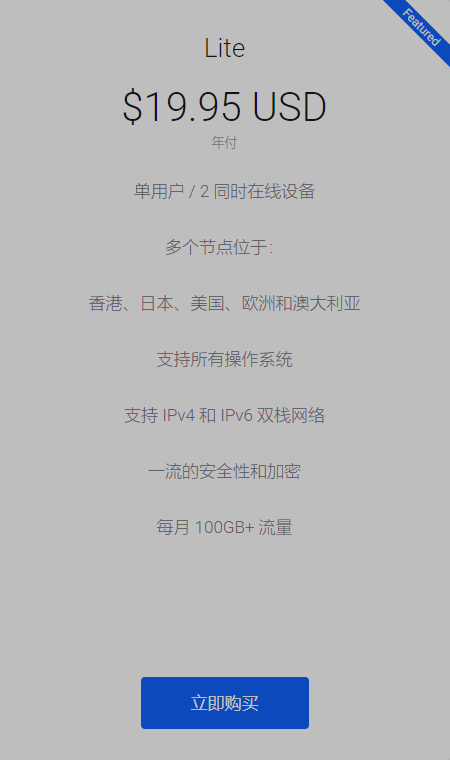 Featured
Lite
$19.95 USD
年付
单用户 / 2 同时在线设备
多个节点位于:
香港、日本、美国、欧洲和澳大利亚
支持所有操作系统
支持 IPv4 和 IPv6 双栈网络
一流的安全性和加密
每月 100GB+ 流量
立即购买